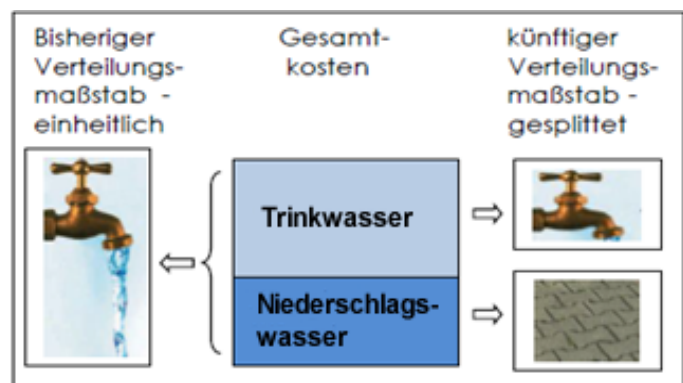 Bisheriger
Verteilungs-
maßstab -
einheitlich
Gesamt-
kosten
künftiger
Verteilungs-
maßstab -
gesplittet
Trinkwasser
Niederschlags-
wasser